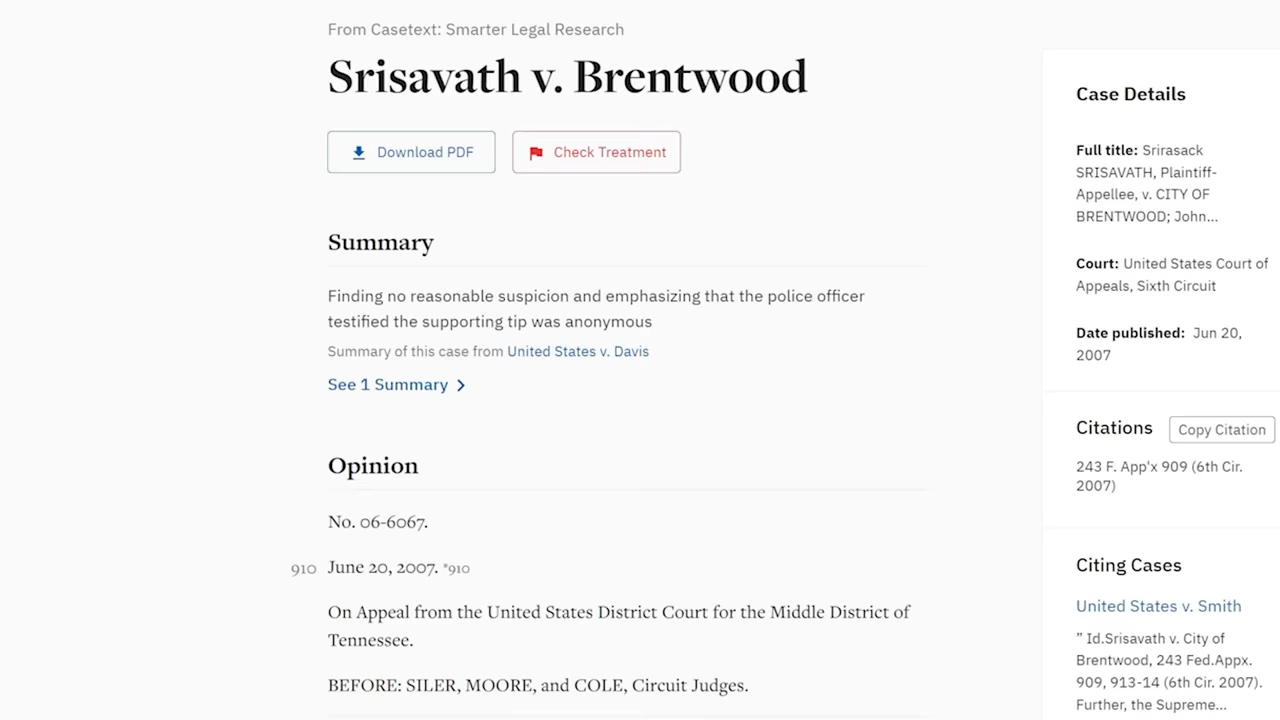 From Casetext: Smarter Legal Research
Srisavath v. Brentwood
Download PDF
Check Treatment
Summary
Finding no reasonable suspicion and emphasizing that the police officer
testified the supporting tip was anonymous
Summary of this case from United States v. Davis
See 1 Summary
Opinion
No. 06-6067.
910 June 20, 2007. *910
On Appeal from the United States District Court for the Middle District of
Tennessee.
BEFORE: SILER, MOORE, and COLE, Circuit Judges.
Case Details
Full title: Srirasack
SRISAVATH, Plaintiff-
Appellee, v. CITY OF
BRENTWOOD; John...
Court: United States Court of
Appeals, Sixth Circuit
Date published: Jun 20,
2007
Citations Copy Citation
243 F. App'x 909 (6th Cir.
2007)
Citing Cases
United States v. Smith
” Id.Srisavath v. City of
Brentwood, 243 Fed.Appx.
909, 913-14 (6th Cir. 2007).
Further, the Supreme...